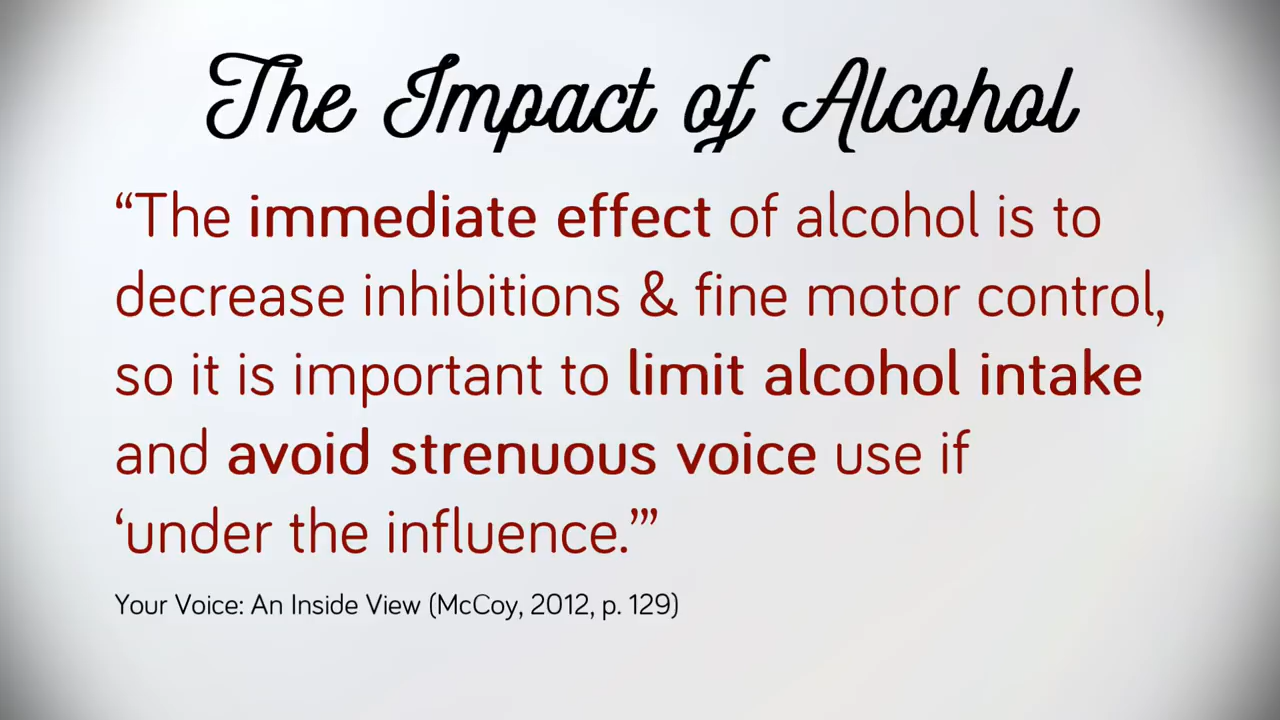 The Impact of Alcohol
“The immediate effect of alcohol is to
decrease inhibitions & fine motor control,
so it is important to limit alcohol intake
and avoid strenuous voice use if
‘under the influence.’”
Your Voice: An Inside View (McCoy, 2012, p. 129)